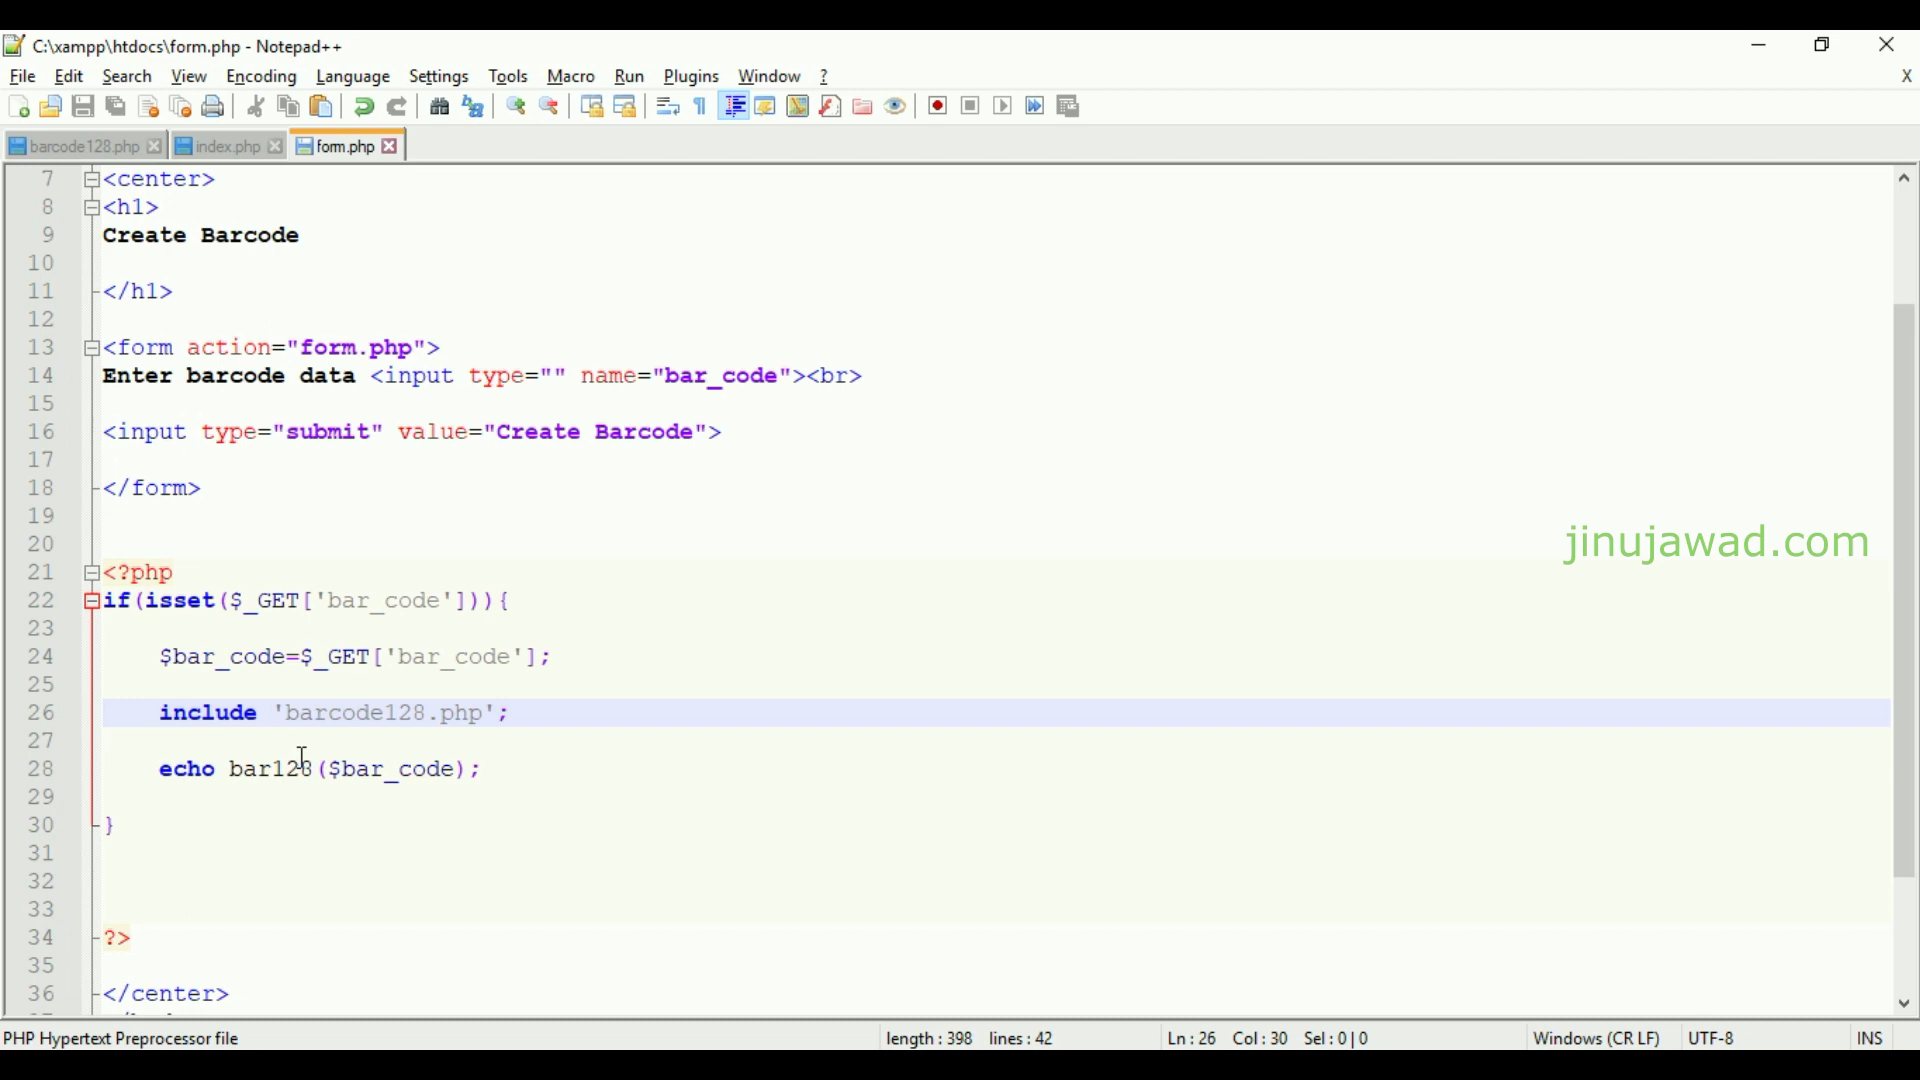 C:\xampp\htdocs\form.php - Notepad++
File Edit Search View Encoding Language Settings Tools Macro Run Plugins Window ? X
barcode128.php index.php form.php
7 <center>
8 <h1>
9 Create Barcode
10
11 </h1>
12
13 <form action="form.php">
14 Enter barcode data <input type="" name="bar_code"><br>
15
16 <input type="submit" value="Create Barcode">
17
18 </form>
19
20
jinujawad.com
21 <?php
22 if(isset($_GET['bar_code'])){
23
24 $bar_code=$_GET['bar_code'];
25
26 include 'barcode128.php';
27
28 echo bar128($bar_code);
29
30 }
31
32
33
34 ?>
35
36 </center>
PHP Hypertext Preprocessor file length : 398 lines : 42 Ln : 26 Col : 30 Sel : 0 | 0 Windows (CR LF) UTF-8 INS